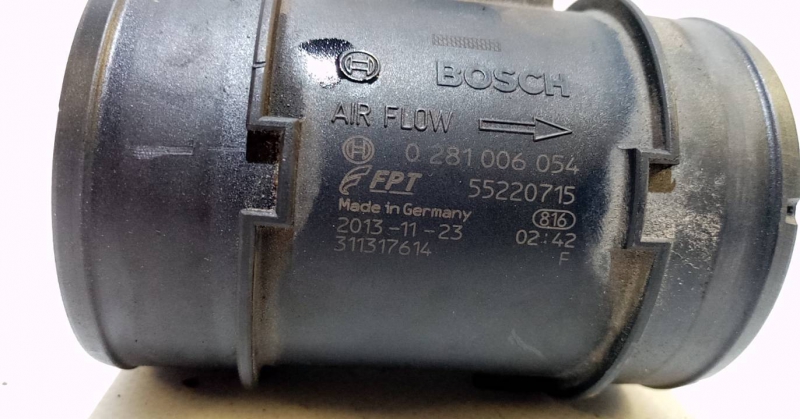 BOSCH
AIR FLOW
0 281 006 054
FPT 55220715
Made in Germany 816
2013-11-23 02:42
311317614 F